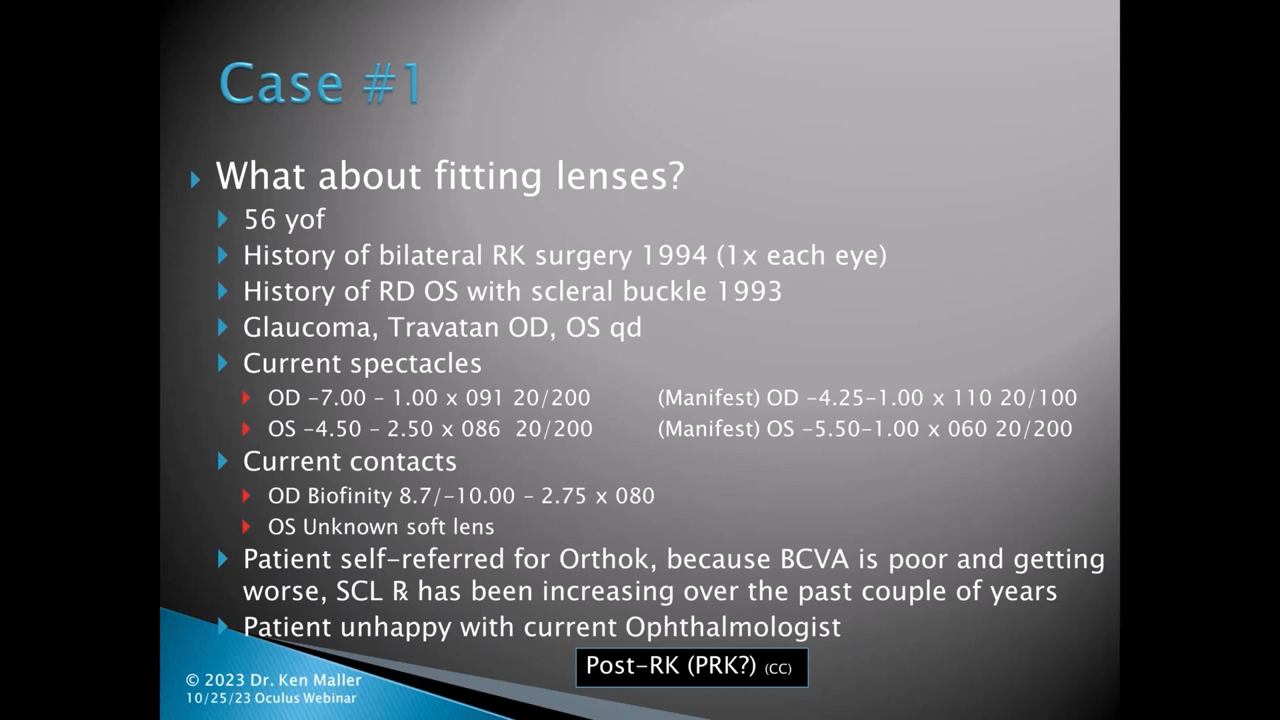 Case #1
What about fitting lenses?
56 yof
History of bilateral RK surgery 1994 (1x each eye)
History of RD OS with scleral buckle 1993
Glaucoma, Travatan OD, OS qd
Current spectacles
OD -7.00 - 1.00 x 091 20/200 (Manifest) OD -4.25-1.00 x 110 20/100
OS -4.50 - 2.50 x 086 20/200 (Manifest) OS -5.50-1.00 x 060 20/200
Current contacts
OD Biofinity 8.7/-10.00 - 2.75 x 080
OS Unknown soft lens
Patient self-referred for Orthok, because BCVA is poor and getting
worse, SCL ℞ has been increasing over the past couple of years
Patient unhappy with current Ophthalmologist
Post-RK (PRK?) (CC)
© 2023 Dr. Ken Maller
10/25/23 Oculus Webinar